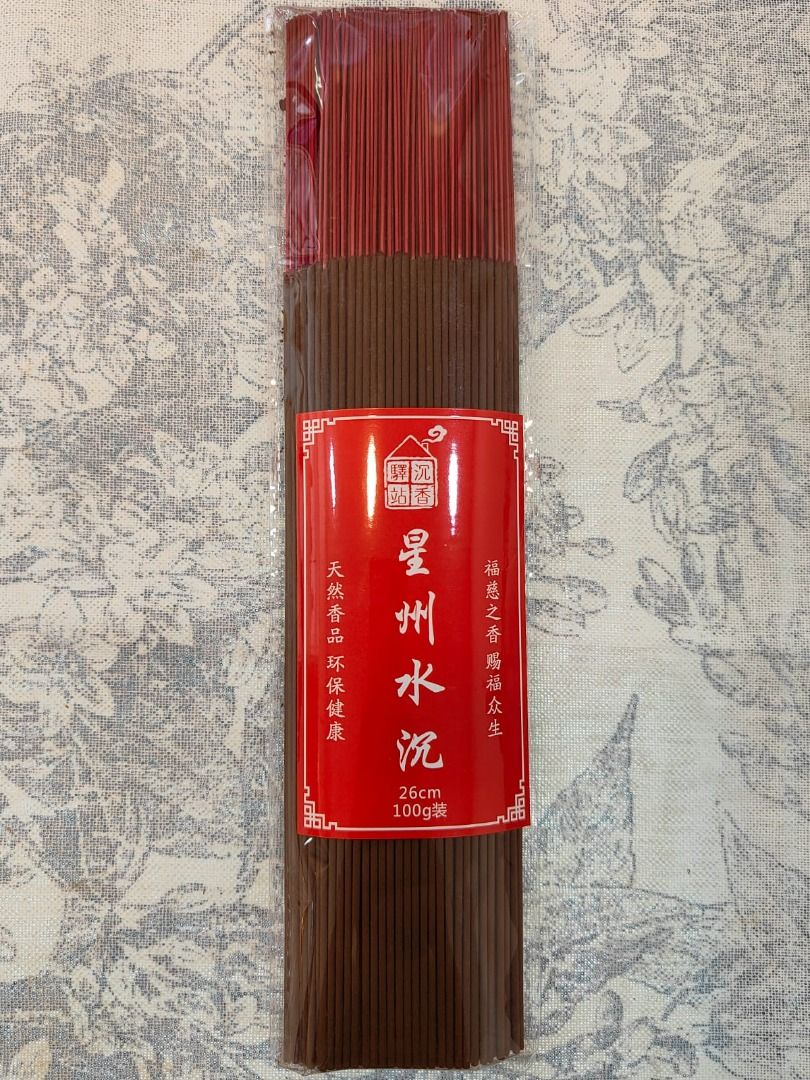 沉香驛站
星州水沉
福慈之香 赐福众生
天然香品 环保健康
26cm
100g装